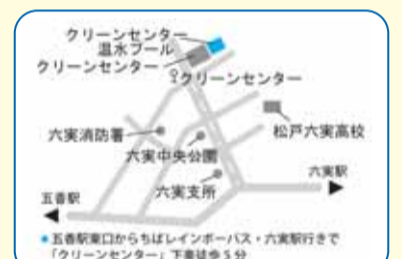 クリーンセンター
温水プール
クリーンセンター
クリーンセンター
六実消防署
松戸六実高校
六実中央公園
六実駅
六実支所
五香駅
●五香駅東口からちばレインボーバス・六実駅行きで
「クリーンセンター」下車徒歩5分